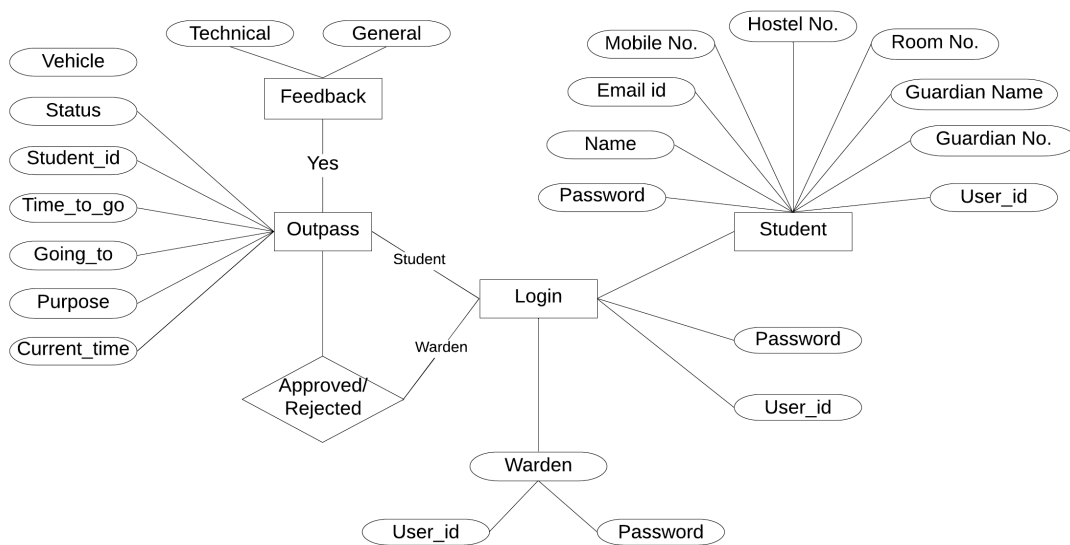 Technical
General
Hostel No.
Mobile No.
Room No.
Vehicle
Feedback
Email id
Guardian Name
Status
Name
Guardian No.
Student_id
Yes
Password
User_id
Time_to_go
Outpass
Student
Going_to
Student
Login
Purpose
Warden
Password
Current_time
Approved/
Rejected
User_id
Warden
User_id
Password